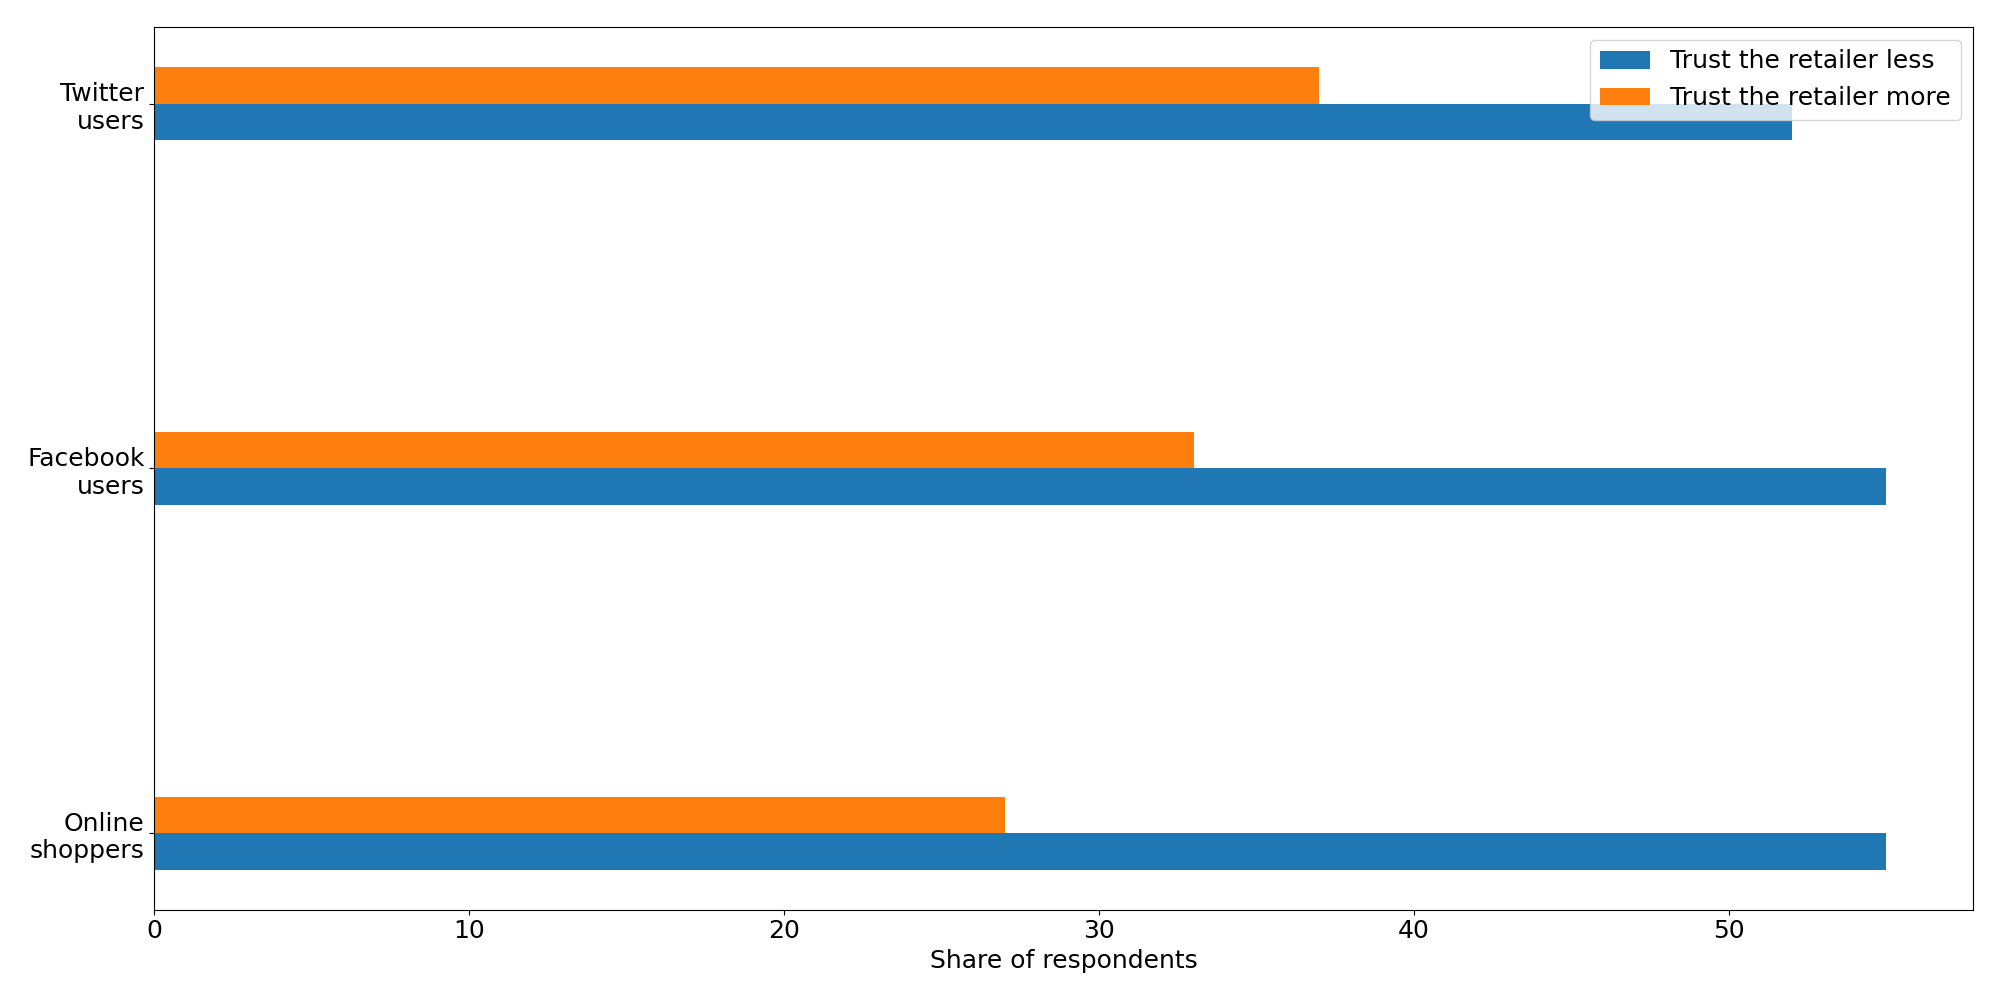 Trust the retailer less
Trust the retailer more
Twitter
users
Facebook
users
Online
shoppers
0 10 20 30 40 50
Share of respondents